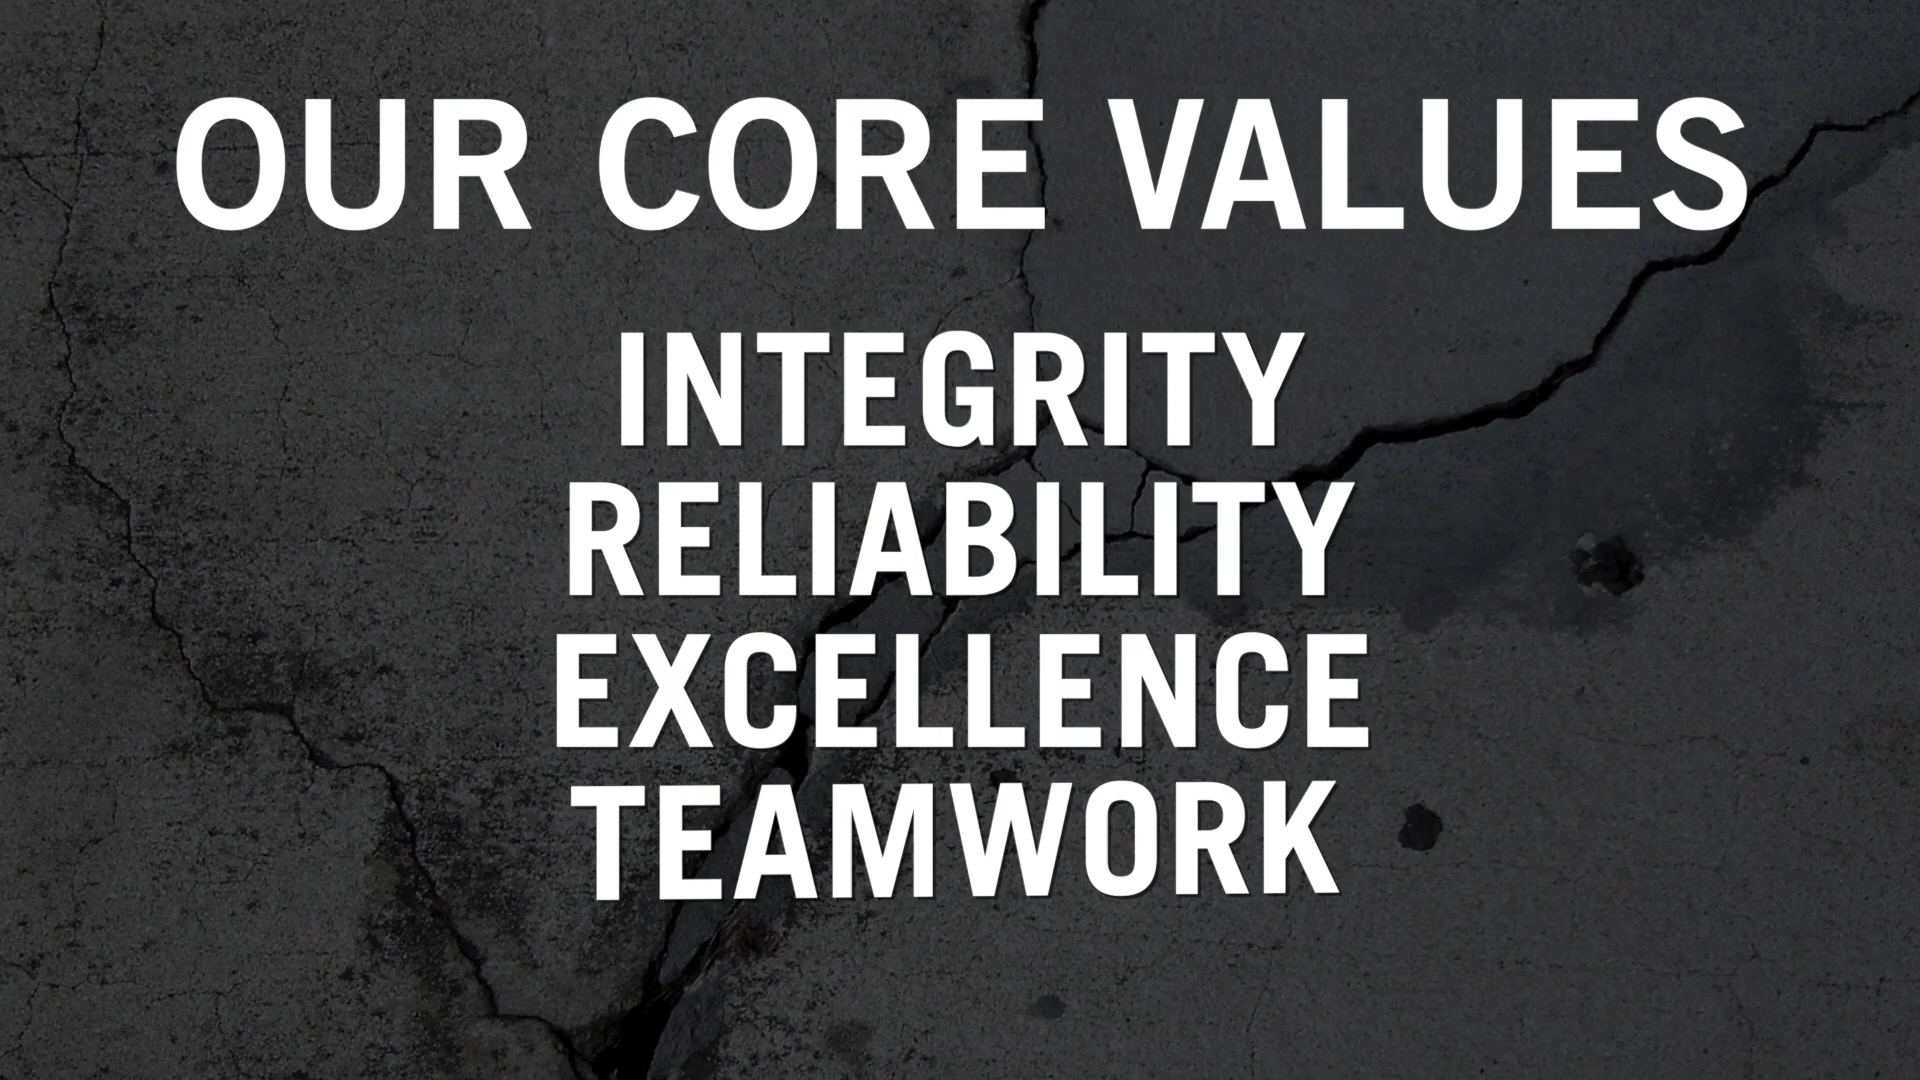 OUR CORE VALUES
INTEGRITY
RELIABILITY
EXCELLENCE
TEAMWORK